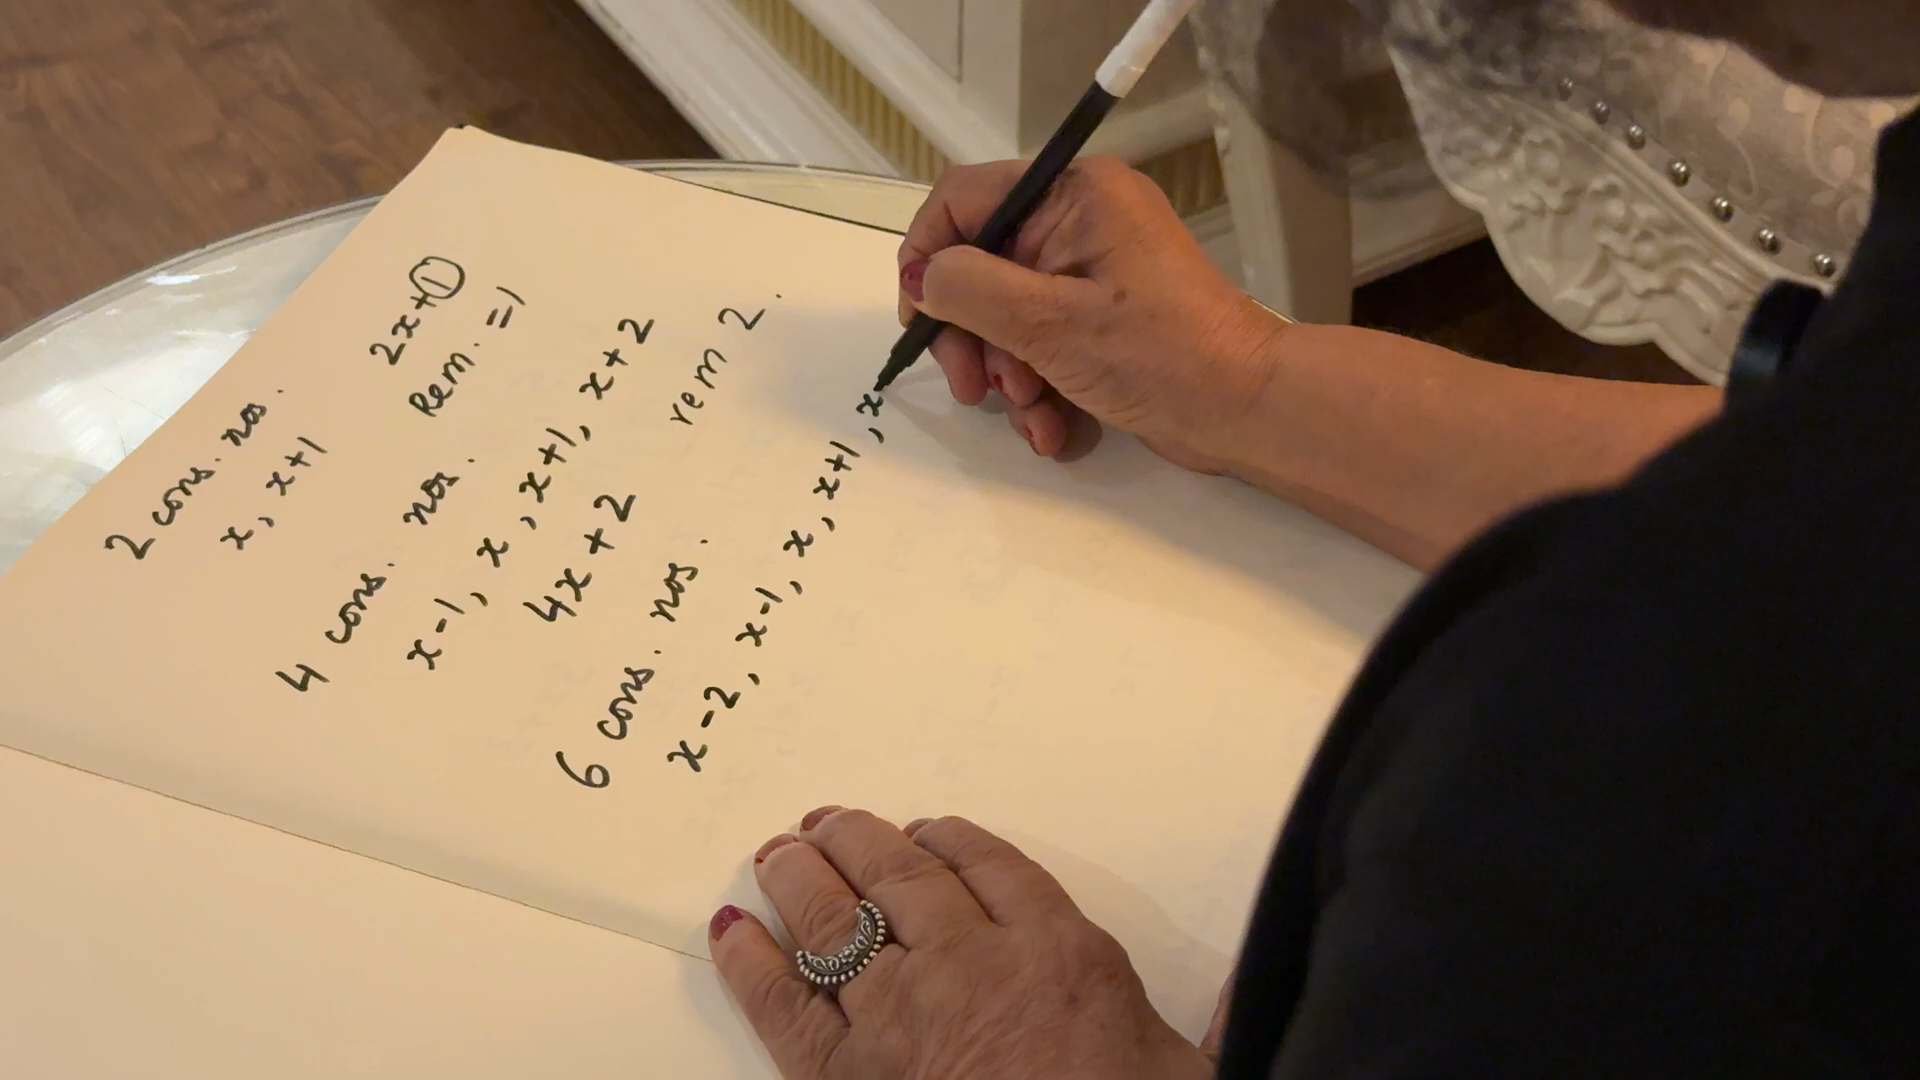 2 cons. nos.
x, x+1
2x+1
Rem. =1
4 cons. nos.
x-1, x, x+1, x+2
4x+2
rem 2.
6 cons. nos.
x-2, x-1, x, x+1, x